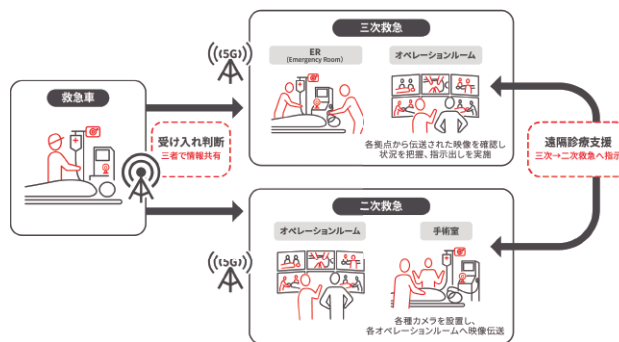 三次救急
((5G))
ER
(Emergency Room)
オペレーションルーム
救急車
受け入れ判断
三者で情報共有
各拠点から伝送された映像を確認し
状況を把握、指示出しを実施
遠隔診療支援
三次→二次救急へ指示
二次救急
((5G))
オペレーションルーム
手術室
各種カメラを設置し、
各オペレーションルームへ映像伝送